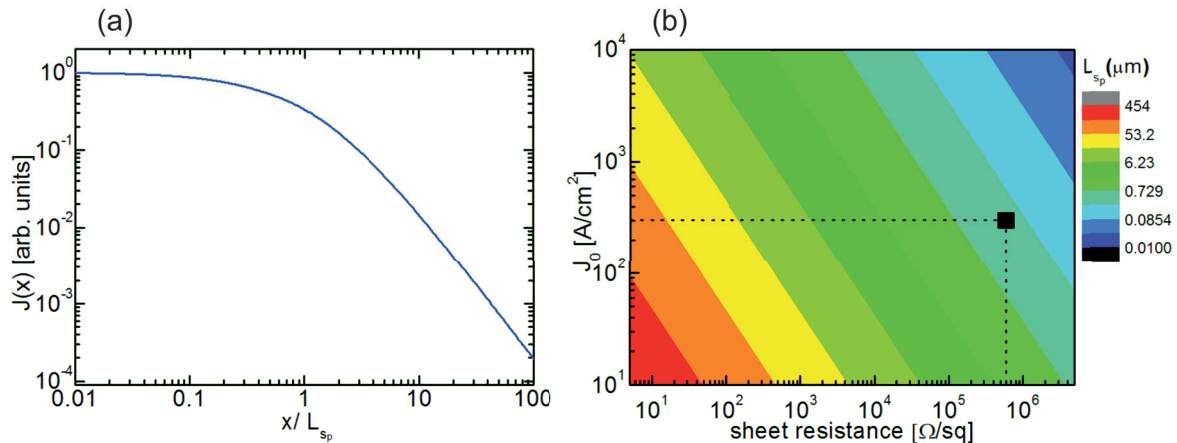 (a)
J(x) [arb. units]
10⁰
10⁻¹
10⁻²
10⁻³
10⁻⁴
0.01 0.1 1 10 100
x/ Lsₚ
(b)
J₀ [A/cm²]
10⁴
10³
10²
10¹
10¹ 10² 10³ 10⁴ 10⁵ 10⁶
sheet resistance [Ω/sq]
Lsₚ(μm)
454
53.2
6.23
0.729
0.0854
0.0100